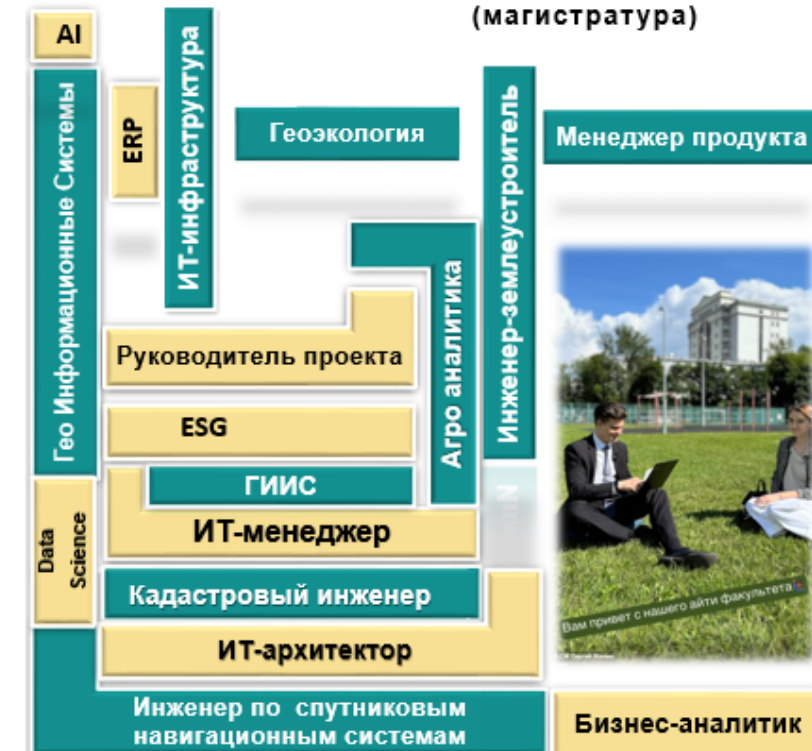 (магистратура)
AI
Гео Информационные Системы
ERP
ИТ-инфраструктура
Геоэкология
Инженер-землеустроитель
Менеджер продукта
Агро аналитика
Руководитель проекта
ESG
ГИИС
ИТ-менеджер
Data
Science
Кадастровый инженер
ИТ-архитектор
Вам привет с нашего айти факультета
Инженер по спутниковым
навигационным системам
Бизнес-аналитик